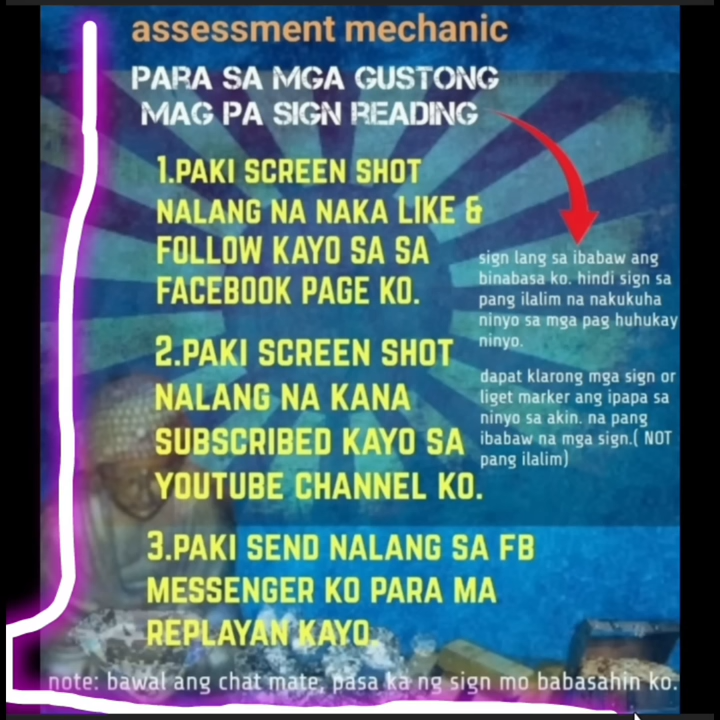 assessment mechanic
PARA SA MGA GUSTONG
MAG PA SIGN READING
1.PAKI SCREEN SHOT
NALANG NA NAKA LIKE &
FOLLOW KAYO SA SA
FACEBOOK PAGE KO.
2.PAKI SCREEN SHOT
NALANG NA KANA
SUBSCRIBED KAYO SA
YOUTUBE CHANNEL KO.
3.PAKI SEND NALANG SA FB
MESSENGER KO PARA MA
REPLAYAN KAYO.
sign lang sa ibabaw ang
binabasa ko. hindi sign sa
pang ilalim na nakukuha
ninyo sa mga pag huhukay
ninyo.
dapat klarong mga sign or
liget marker ang ipapa sa
ninyo sa akin. na pang
ibabaw na mga sign.( NOT
pang ilalim)
note: bawal ang chat mate, pasa ka ng sign mo babasahin ko.